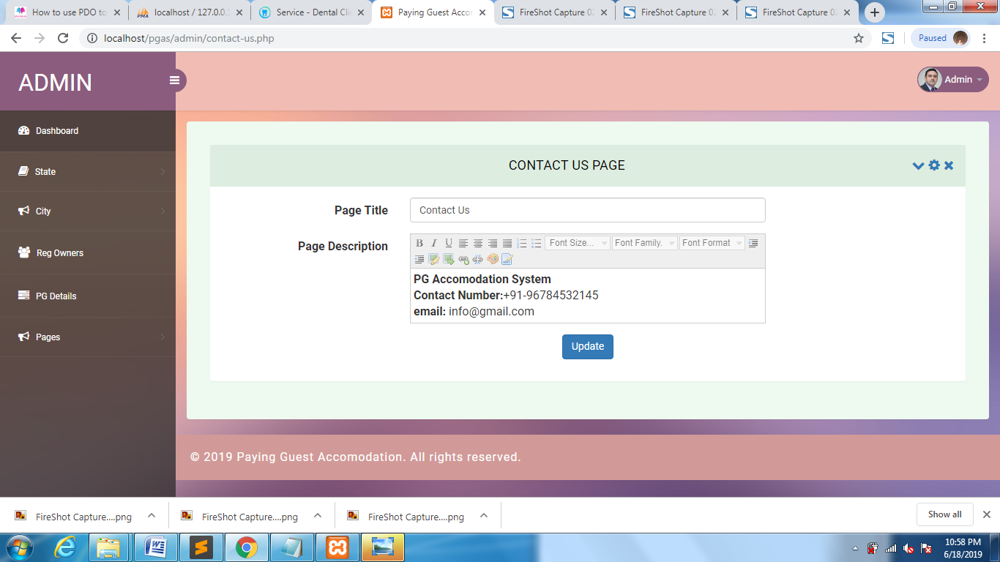 How to use PDO to
localhost / 127.0.0.
Service - Dental Cli
Paying Guest Accor
FireShot Capture 0
FireShot Capture 02
FireShot Capture 02
localhost/pgas/admin/contact-us.php
Paused
ADMIN
Admin
Dashboard
State
City
Reg Owners
PG Details
Pages
CONTACT US PAGE
Page Title
Contact Us
Page Description
B I U Font Size... Font Family. Font Format
PG Accomodation System
Contact Number:+91-96784532145
email: info@gmail.com
Update
© 2019 Paying Guest Accomodation. All rights reserved.
FireShot Capture....png
FireShot Capture....png
FireShot Capture....png
Show all
10:58 PM
6/18/2019